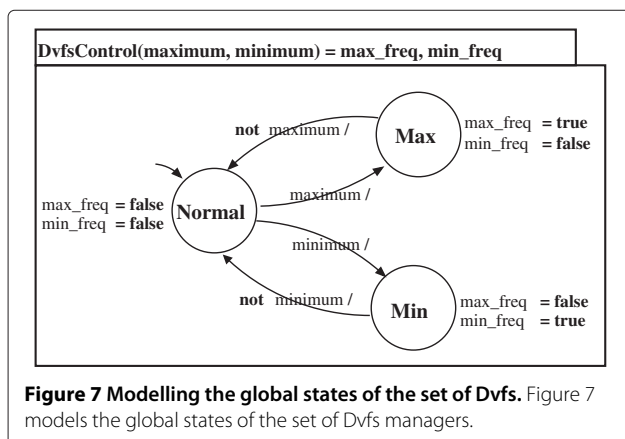 DvfsControl(maximum, minimum) = max_freq, min_freq
not maximum /
Max
max_freq = true
min_freq = false
maximum /
max_freq = false
min_freq = false
Normal
minimum /
not minimum /
Min
max_freq = false
min_freq = true
Figure 7 Modelling the global states of the set of Dvfs. Figure 7
models the global states of the set of Dvfs managers.